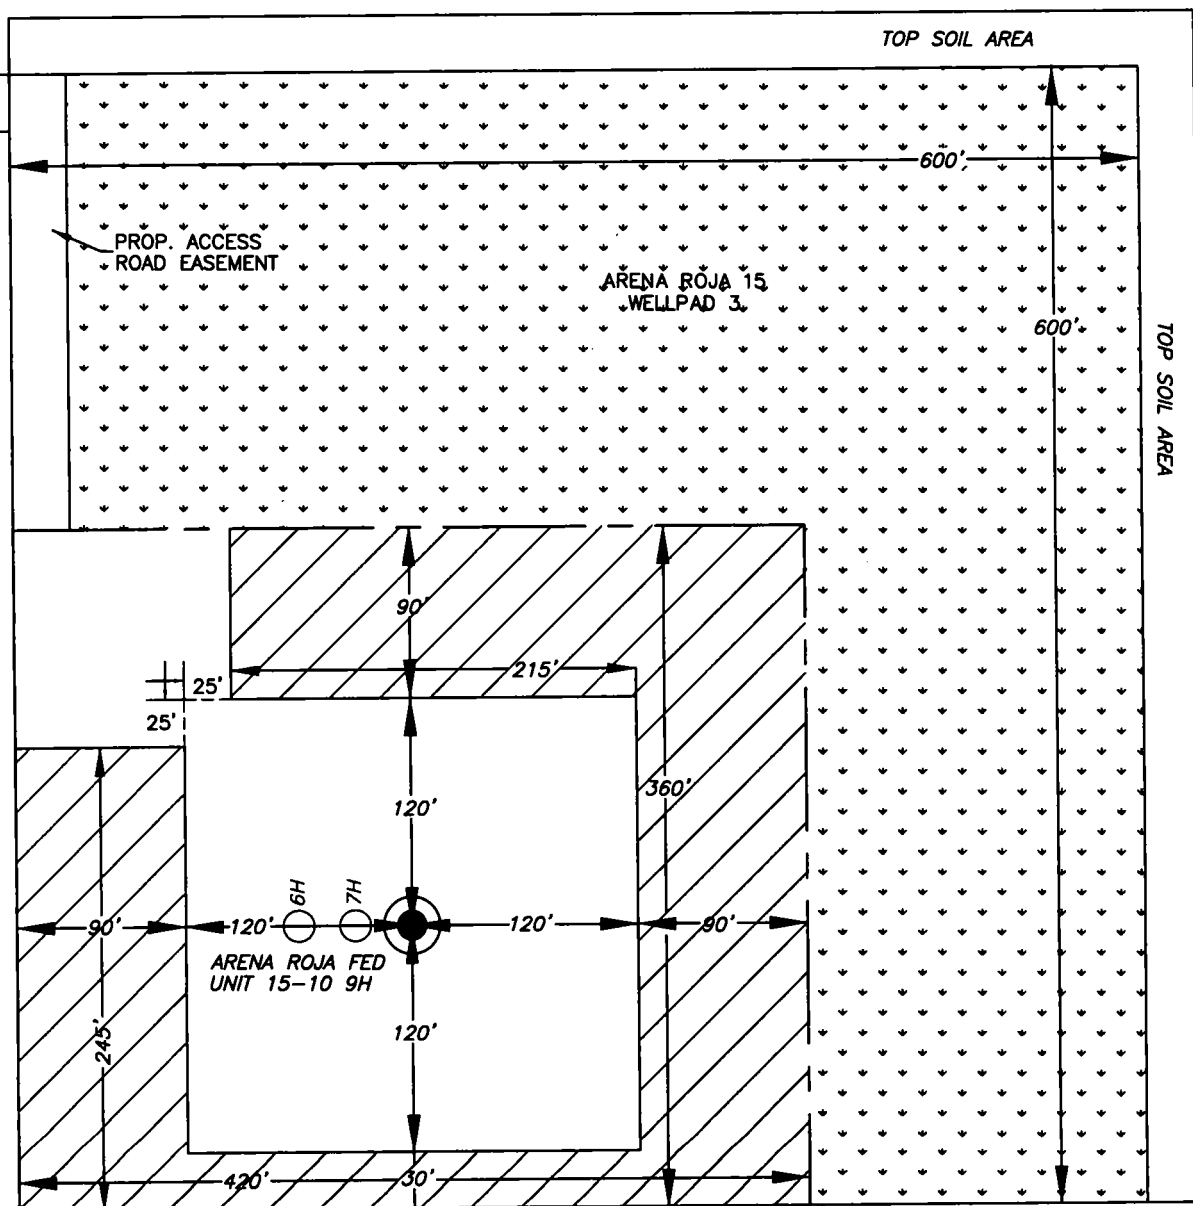 TOP SOIL AREA
600'
PROP. ACCESS
ROAD EASEMENT
ARENA ROJA 15
WELLPAD 3
600'
TOP SOIL AREA
90'
215'
25'
25'
360'
120'
6H
7H
90'
120'
120'
90'
ARENA ROJA FED
UNIT 15-10 9H
120'
245'
420'
30'